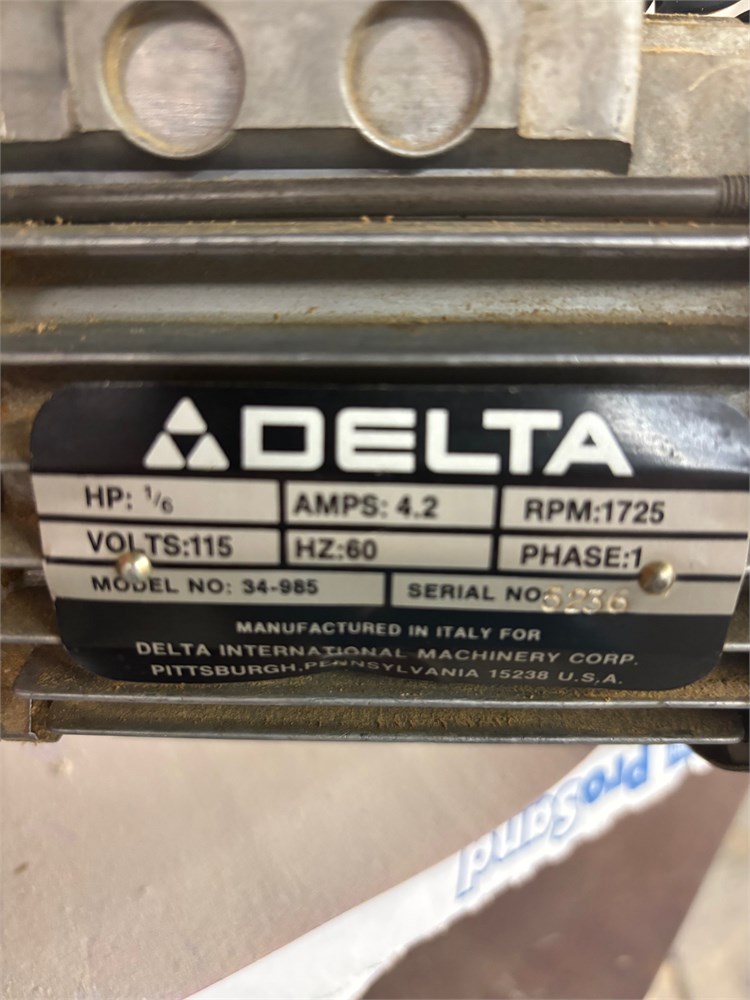 DELTA
HP: 1/6 AMPS: 4.2 RPM:1725
VOLTS:115 HZ:60 PHASE:1
MODEL NO: 34-985 SERIAL NO 5236
MANUFACTURED IN ITALY FOR
DELTA INTERNATIONAL MACHINERY CORP.
PITTSBURGH, PENNSYLVANIA 15238 U.S.A.
ProSand